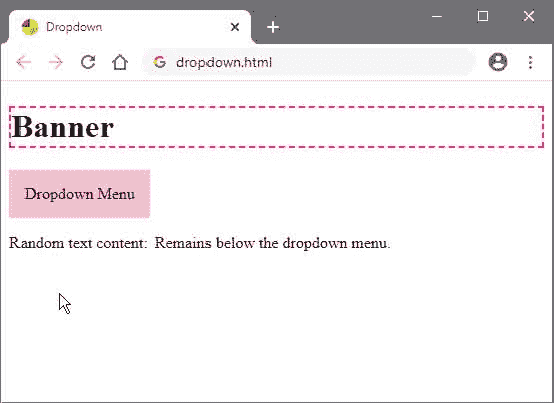 Dropdown
dropdown.html
Banner
Dropdown Menu
Random text content: Remains below the dropdown menu.